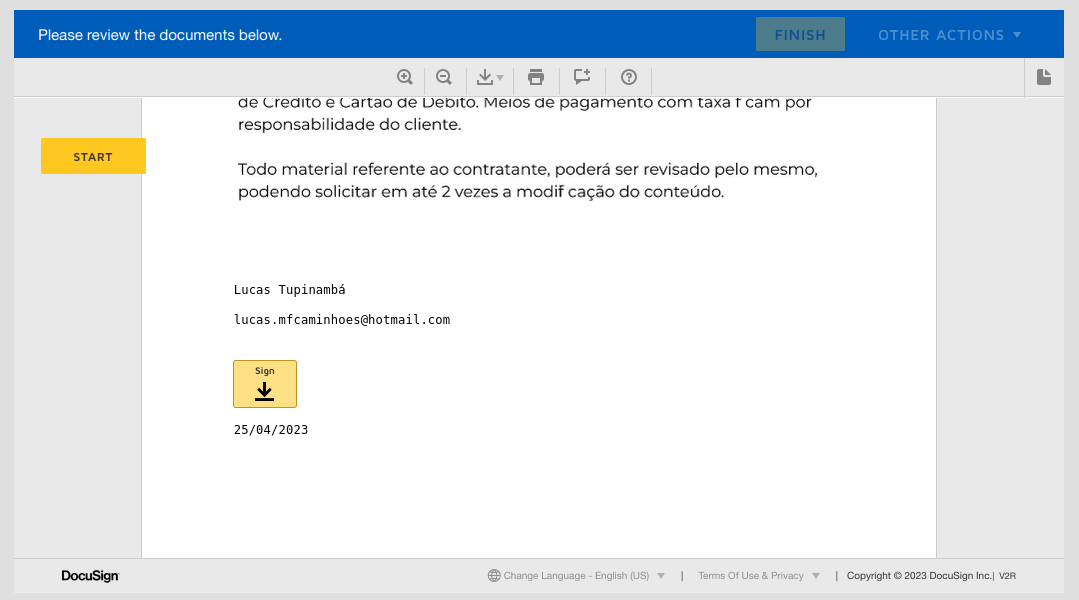 Please review the documents below.
FINISH
OTHER ACTIONS
de Crédito e Cartão de Débito. Meios de pagamento com taxa f cam por
responsabilidade do cliente.
START
Todo material referente ao contratante, poderá ser revisado pelo mesmo,
podendo solicitar em até 2 vezes a modif cação do conteúdo.
Lucas Tupinambá
lucas.mfcaminhoes@hotmail.com
Sign
25/04/2023
DocuSign
Change Language - English (US) | Terms Of Use & Privacy | Copyright © 2023 DocuSign Inc.| V2R